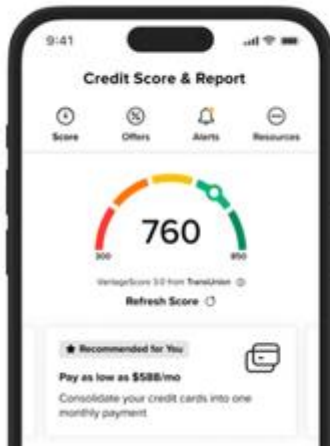 9:41
Credit Score & Report
Score Offers Alerts Resources
760
300 850
VantageScore 3.0 from TransUnion
Refresh Score
Recommended for You
Pay as low as $588/mo
Consolidate your credit cards into one
monthly payment